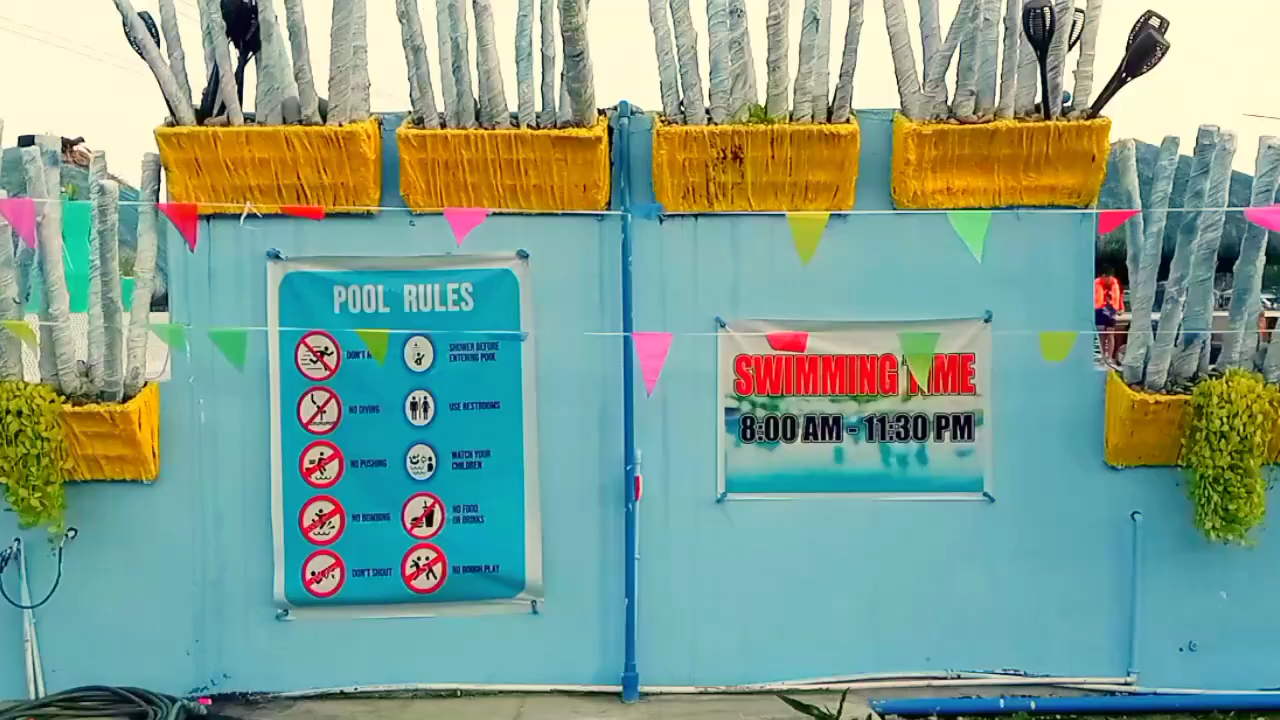 POOL RULES
DON'T
SHOWER BEFORE
ENTERING POOL
NO DIVING
USE RESTROOMS
NO PUSHING
WATCH YOUR
CHILDREN
NO BOMBING
NO FOOD
OR DRINKS
DON'T SHOUT
NO ROUGH PLAY
SWIMMING TIME
8:00 AM - 11:30 PM